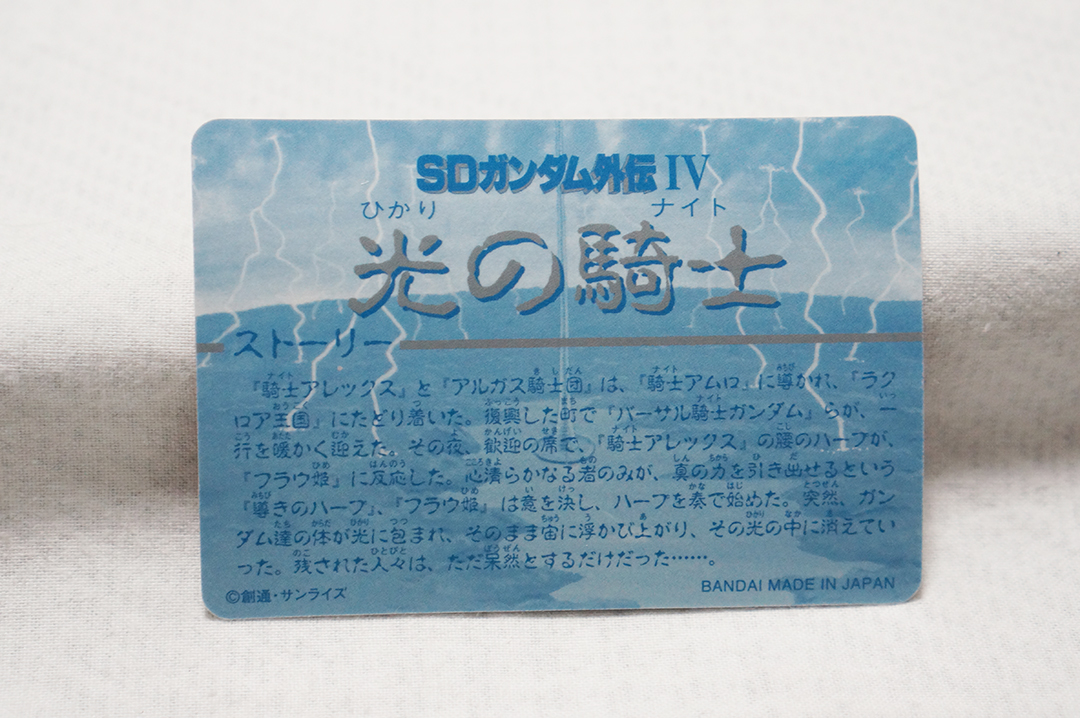 SDガンダム外伝 IV
ひかり ナイト
光の騎士
ストーリー
『騎士アレックス』と『アルガス騎士団』は、『騎士アムロ』に導かれ、『ラク
ロア王国』にたどり着いた。復興した町で『バーサル騎士ガンダム』らが、一
行を暖かく迎えた。その夜、歓迎の席で、『騎士アレックス』の腰のハープが、
『フラウ姫』に反応した。心清らかなる者のみが、真の力を引き出せるという
『導きのハープ』、『フラウ姫』は意を決し、ハープを奏で始めた。突然、ガン
ダム達の体が光に包まれ、そのまま宙に浮かび上がり、その光の中に消えてい
った。残された人々は、ただ呆然とするだけだった……。
©創通・サンライズ
BANDAI MADE IN JAPAN